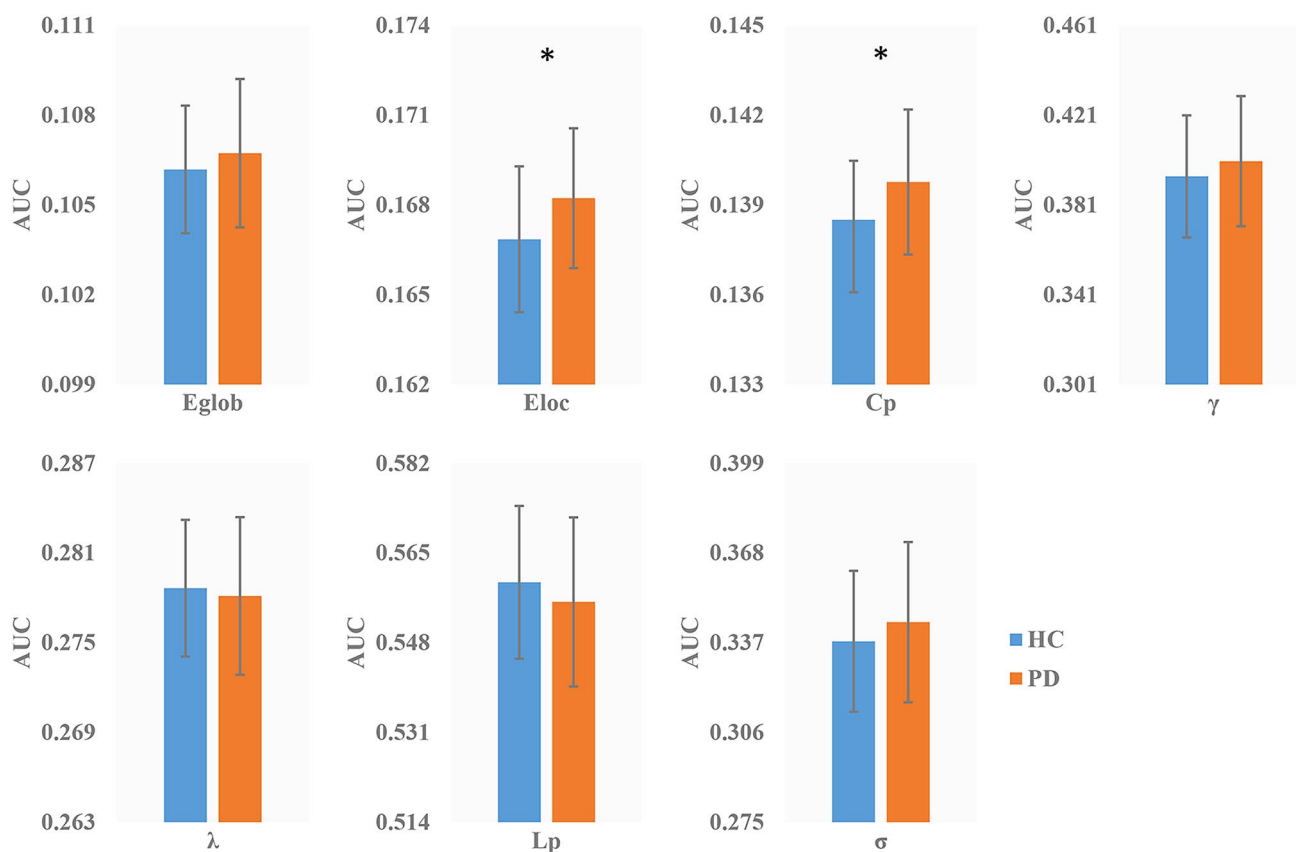 0.111
0.108
0.105
0.102
0.099
AUC
Eglob
0.174
0.171
0.168
0.165
0.162
AUC
*
Eloc
0.145
0.142
0.139
0.136
0.133
AUC
*
Cp
0.461
0.421
0.381
0.341
0.301
AUC
γ
0.287
0.281
0.275
0.269
0.263
AUC
λ
0.582
0.565
0.548
0.531
0.514
AUC
Lp
0.399
0.368
0.337
0.306
0.275
AUC
σ
HC
PD